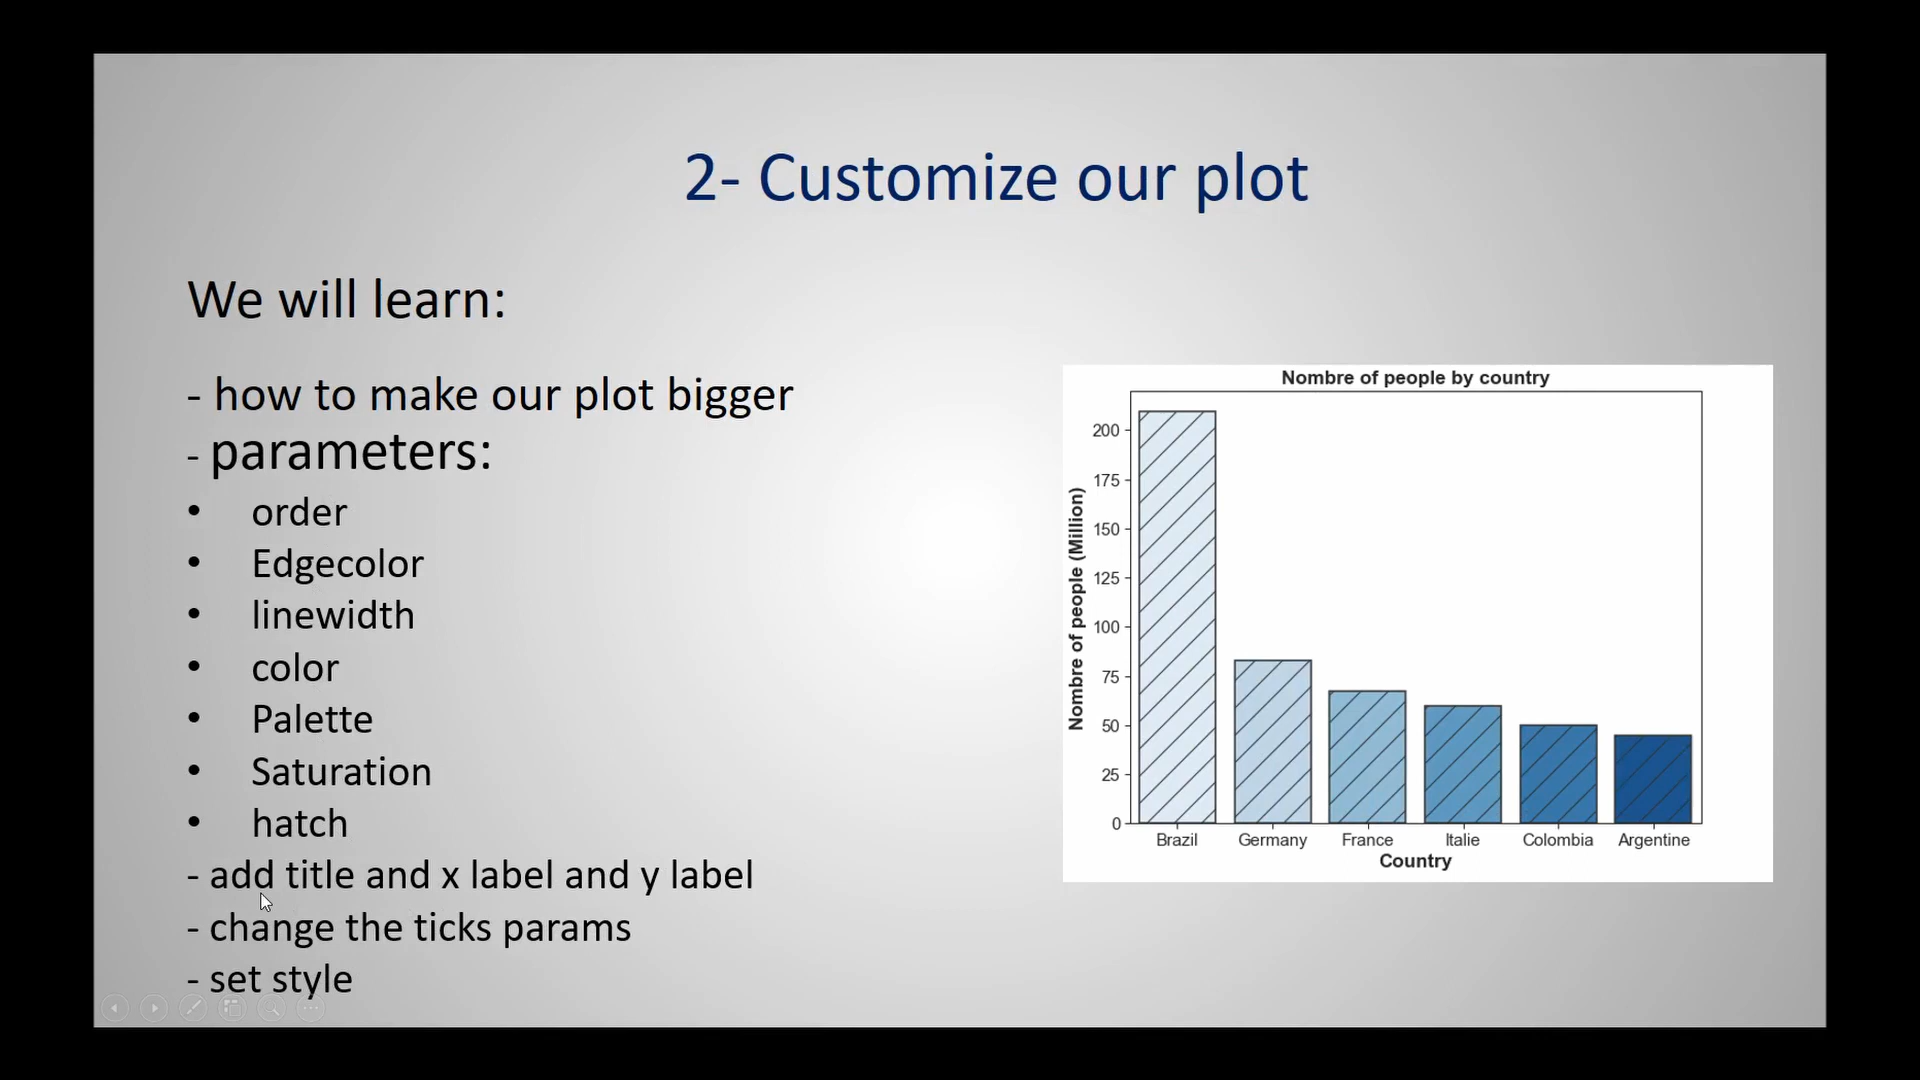 2- Customize our plot
We will learn:
- how to make our plot bigger
- parameters:
• order
• Edgecolor
• linewidth
• color
• Palette
• Saturation
• hatch
- add title and x label and y label
- change the ticks params
- set style
Nombre of people by country
Nombre of people (Million)
200
175
150
125
100
75
50
25
0
Brazil Germany France Italie Colombia Argentine
Country